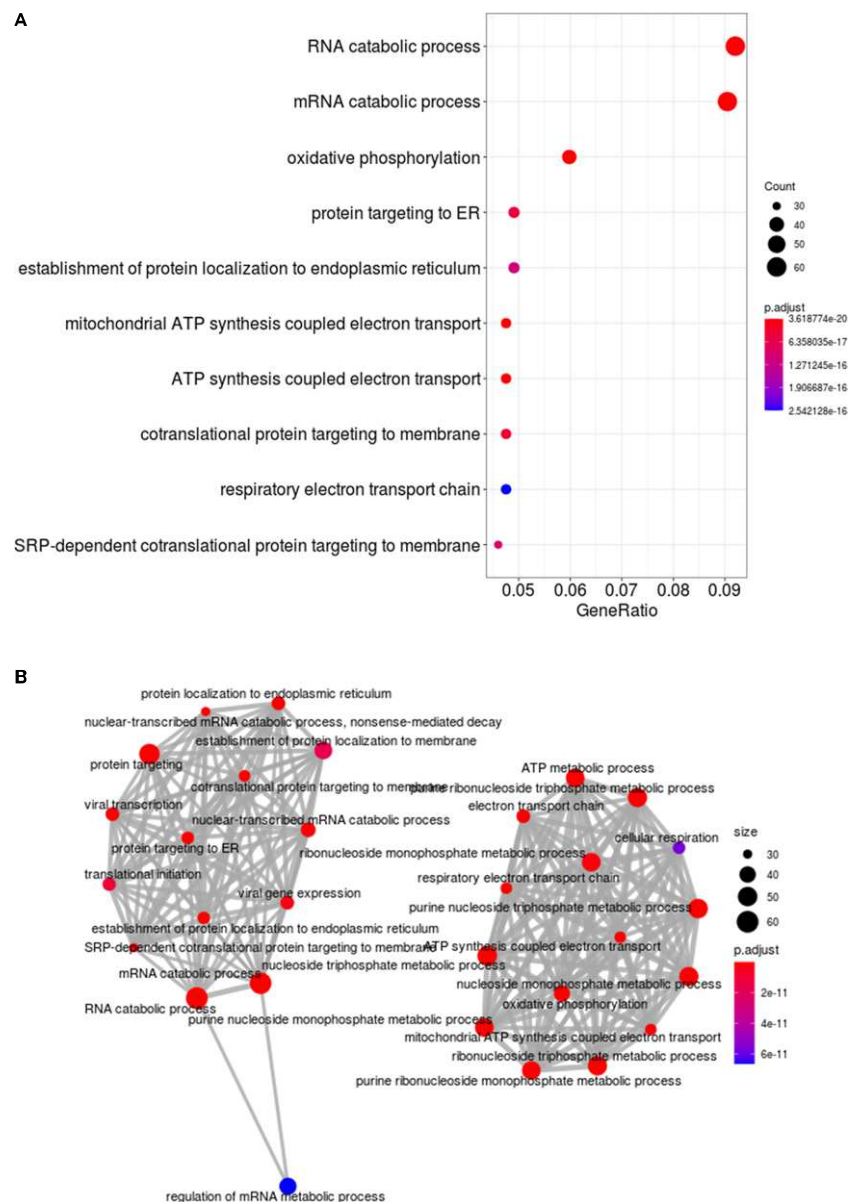 A
RNA catabolic process
mRNA catabolic process
oxidative phosphorylation
protein targeting to ER
establishment of protein localization to endoplasmic reticulum
mitochondrial ATP synthesis coupled electron transport
ATP synthesis coupled electron transport
cotranslational protein targeting to membrane
respiratory electron transport chain
SRP-dependent cotranslational protein targeting to membrane
0.05 0.06 0.07 0.08 0.09
GeneRatio
Count
30
40
50
60
p.adjust
3.618774e-20
6.358035e-17
1.271245e-16
1.906687e-16
2.542128e-16
B
protein localization to endoplasmic reticulum
nuclear-transcribed mRNA catabolic process, nonsense-mediated decay
establishment of protein localization to membrane
protein targeting
cotranslational protein targeting to membrane
viral transcription
nuclear-transcribed mRNA catabolic process
protein targeting to ER
translational initiation
viral gene expression
establishment of protein localization to endoplasmic reticulum
SRP-dependent cotranslational protein targeting to membrane
mRNA catabolic process
RNA catabolic process
regulation of mRNA metabolic process
ATP metabolic process
purine ribonucleoside triphosphate metabolic process
electron transport chain
cellular respiration
ribonucleoside monophosphate metabolic process
respiratory electron transport chain
purine nucleoside triphosphate metabolic process
ATP synthesis coupled electron transport
nucleoside triphosphate metabolic process
nucleoside monophosphate metabolic process
oxidative phosphorylation
purine nucleoside monophosphate metabolic process
mitochondrial ATP synthesis coupled electron transport
ribonucleoside triphosphate metabolic process
purine ribonucleoside monophosphate metabolic process
size
30
40
50
60
p.adjust
2e-11
4e-11
6e-11